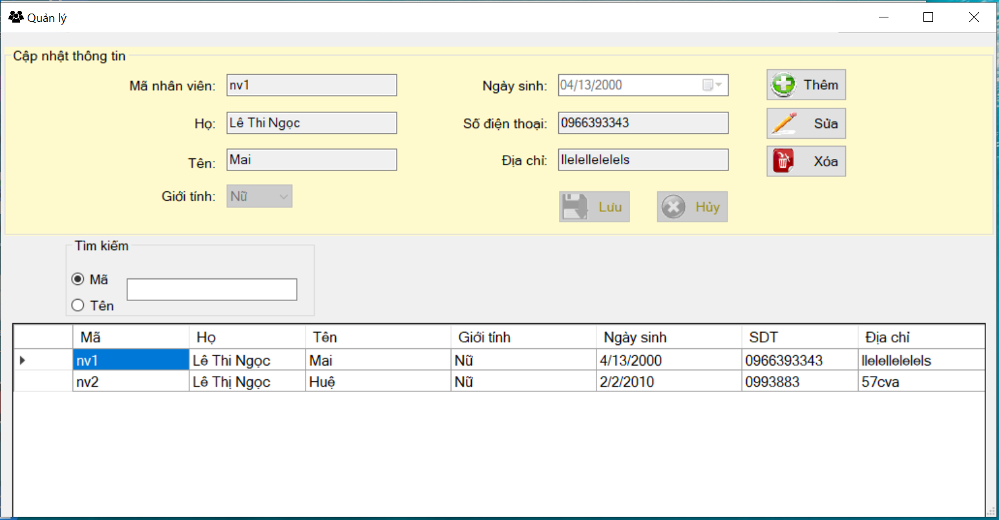 Quản lý
Cập nhật thông tin
Mã nhân viên: nv1
Ngày sinh: 04/13/2000
Thêm
Họ: Lê Thi Ngọc
Số điện thoại: 0966393343
Sửa
Tên: Mai
Địa chỉ: llelellelelels
Xóa
Giới tính: Nữ
Lưu
Hủy
Tìm kiếm
Mã
Tên
Mã Họ Tên Giới tính Ngày sinh SDT Địa chỉ
nv1 Lê Thi Ngọc Mai Nữ 4/13/2000 0966393343 llelellelelels
nv2 Lê Thị Ngọc Huệ Nữ 2/2/2010 0993883 57cva